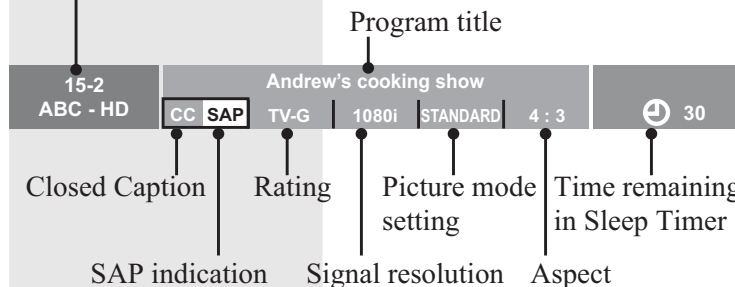 Program title
15-2
ABC - HD
Andrew's cooking show
CC SAP TV-G 1080i STANDARD 4 : 3 30
Closed Caption Rating Picture mode setting Time remaining in Sleep Timer
SAP indication Signal resolution Aspect